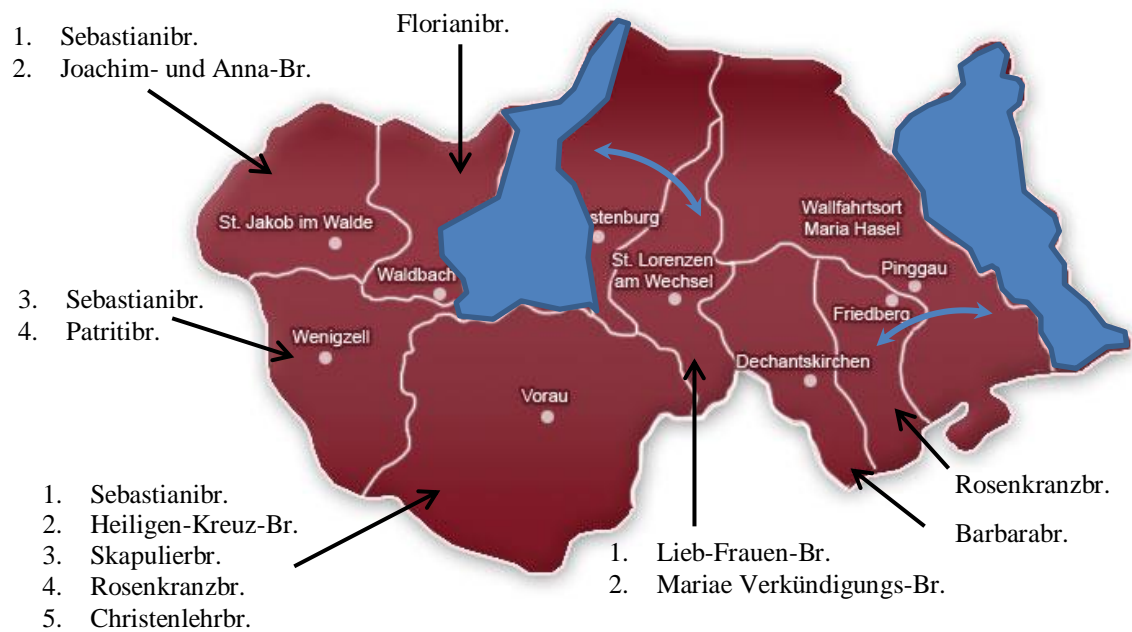 1. Sebastianibr.
2. Joachim- und Anna-Br.
Florianibr.
St. Jakob im Walde
Waldbach
stenburg
St. Lorenzen
am Wechsel
Wallfahrtsort
Maria Hasel
Pinggau
Friedberg
Dechantskirchen
3. Sebastianibr.
4. Patritibr.
Wenigzell
Vorau
1. Sebastianibr.
2. Heiligen-Kreuz-Br.
3. Skapulierbr.
4. Rosenkranzbr.
5. Christenlehrbr.
1. Lieb-Frauen-Br.
2. Mariae Verkündigungs-Br.
Rosenkranzbr.
Barbarabr.